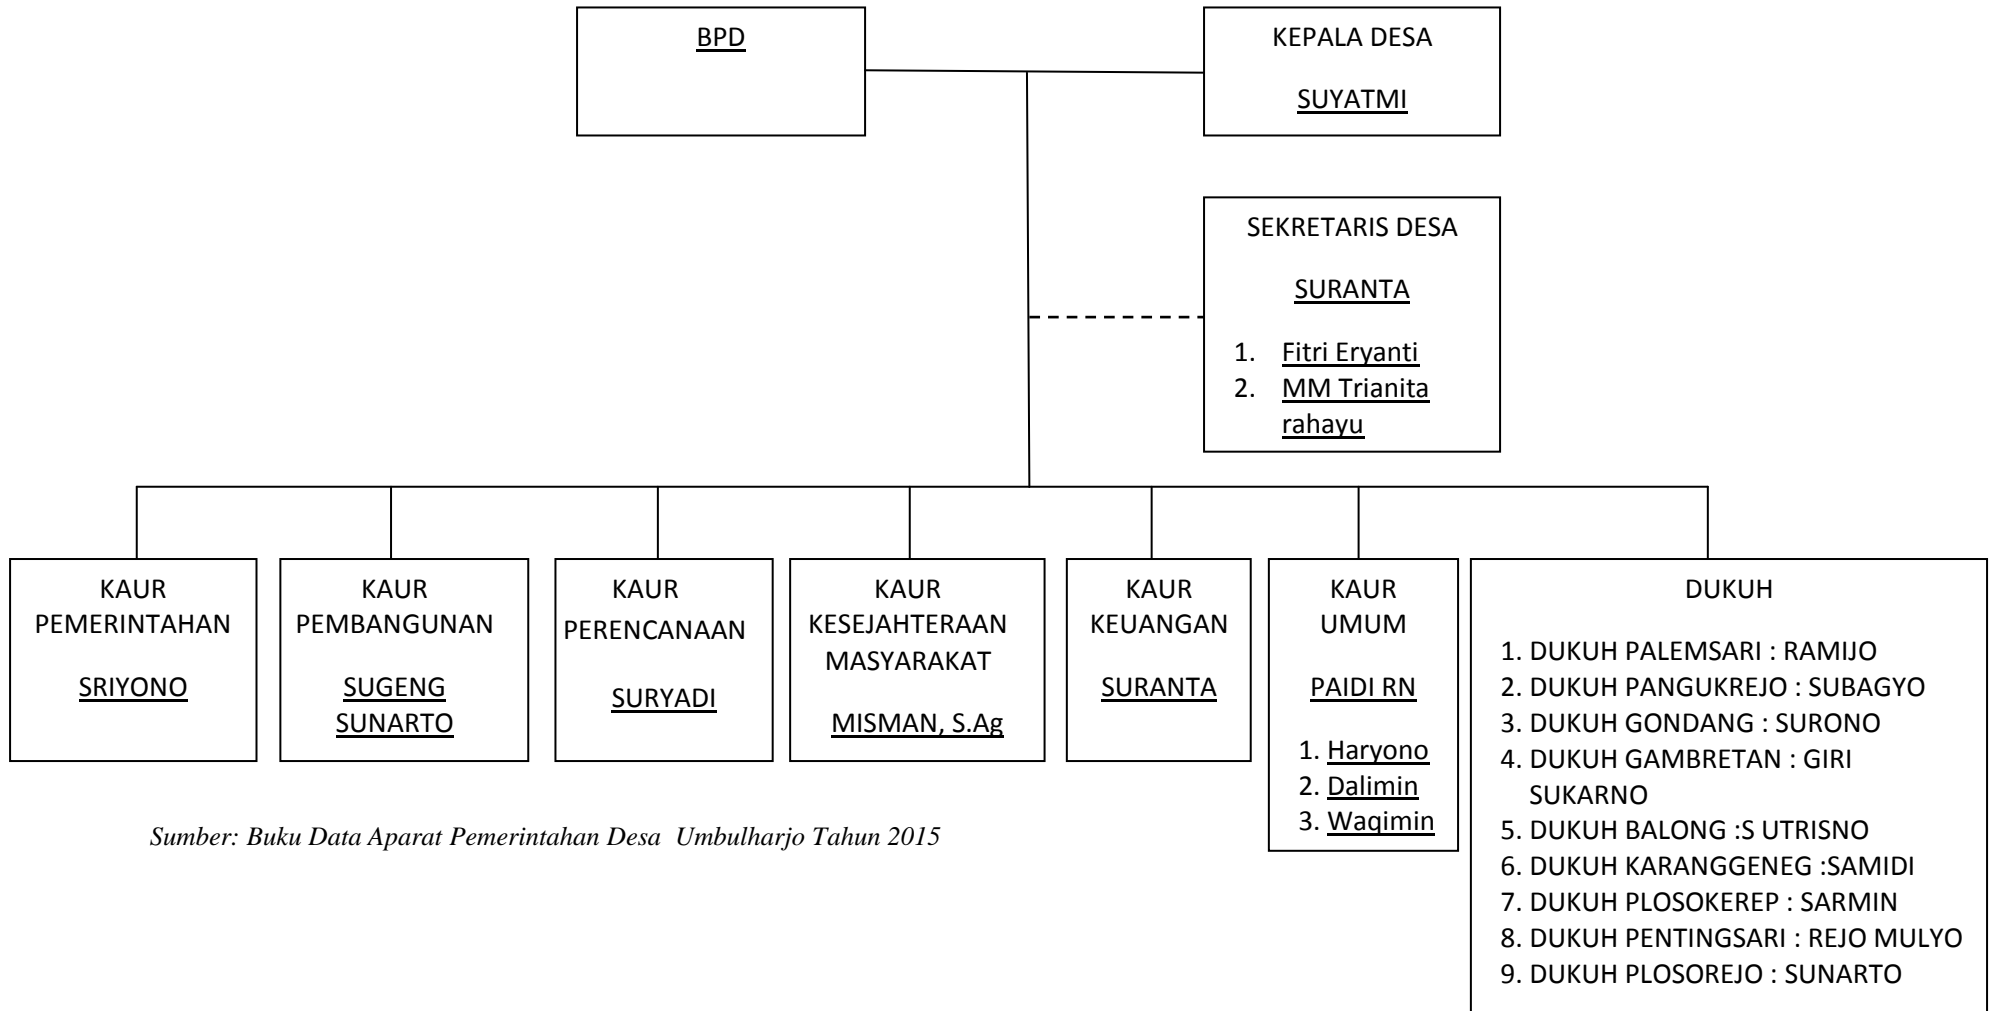 BPD
KEPALA DESA
SUYATMI
SEKRETARIS DESA
SURANTA
1. Fitri Eryanti
2. MM Trianita
rahayu
KAUR
PEMERINTAHAN
SRIYONO
KAUR
PEMBANGUNAN
SUGENG
SUNARTO
KAUR
PERENCANAAN
SURYADI
KAUR
KESEJAHTERAAN
MASYARAKAT
MISMAN, S.Ag
KAUR
KEUANGAN
SURANTA
KAUR
UMUM
PAIDI RN
1. Haryono
2. Dalimin
3. Waqimin
DUKUH
1. DUKUH PALEMSARI : RAMIJO
2. DUKUH PANGUKREJO : SUBAGYO
3. DUKUH GONDANG : SURONO
4. DUKUH GAMBRETAN : GIRI
SUKARNO
5. DUKUH BALONG :S UTRISNO
6. DUKUH KARANGGENEG :SAMIDI
7. DUKUH PLOSOKEREP : SARMIN
8. DUKUH PENTINGSARI : REJO MULYO
9. DUKUH PLOSOREJO : SUNARTO
Sumber: Buku Data Aparat Pemerintahan Desa  Umbulharjo Tahun 2015